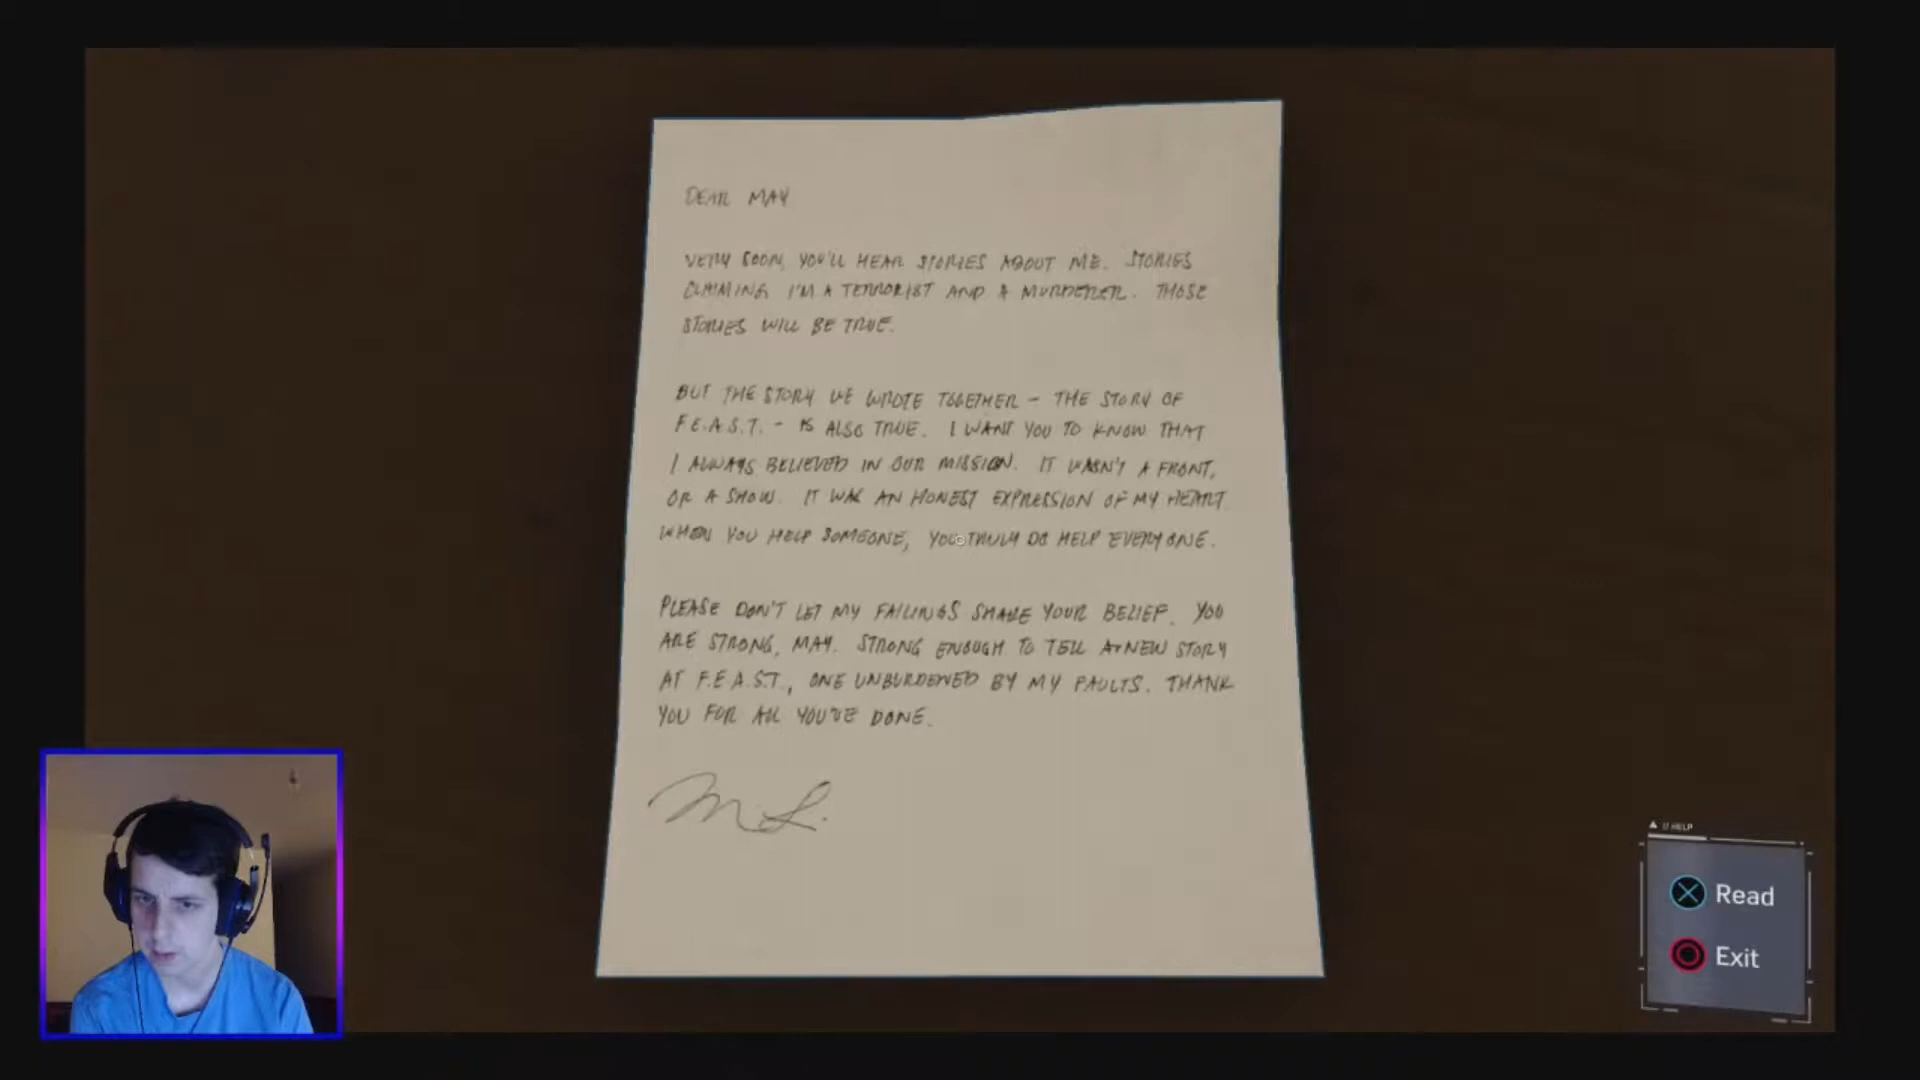 DEAR MAY
VERY SOON, YOU'LL HEAR STORIES ABOUT ME. STORIES
CLAIMING I'M A TERRORIST AND A MURDERER. THOSE
STORIES WILL BE TRUE.
BUT THE STORY WE WROTE TOGETHER - THE STORY OF
F.E.A.S.T. - IS ALSO TRUE. I WANT YOU TO KNOW THAT
I ALWAYS BELIEVED IN OUR MISSION. IT WASN'T A FRONT,
OR A SHOW. IT WAS AN HONEST EXPRESSION OF MY HEART.
WHEN YOU HELP SOMEONE, YOU TRULY DO HELP EVERYONE.
PLEASE DON'T LET MY FAILINGS SHAKE YOUR BELIEF. YOU
ARE STRONG, MAY. STRONG ENOUGH TO TELL A NEW STORY
AT F.E.A.S.T., ONE UNBURDENED BY MY FAULTS. THANK
YOU FOR ALL YOU'VE DONE.
M L.
HELP
Read
Exit